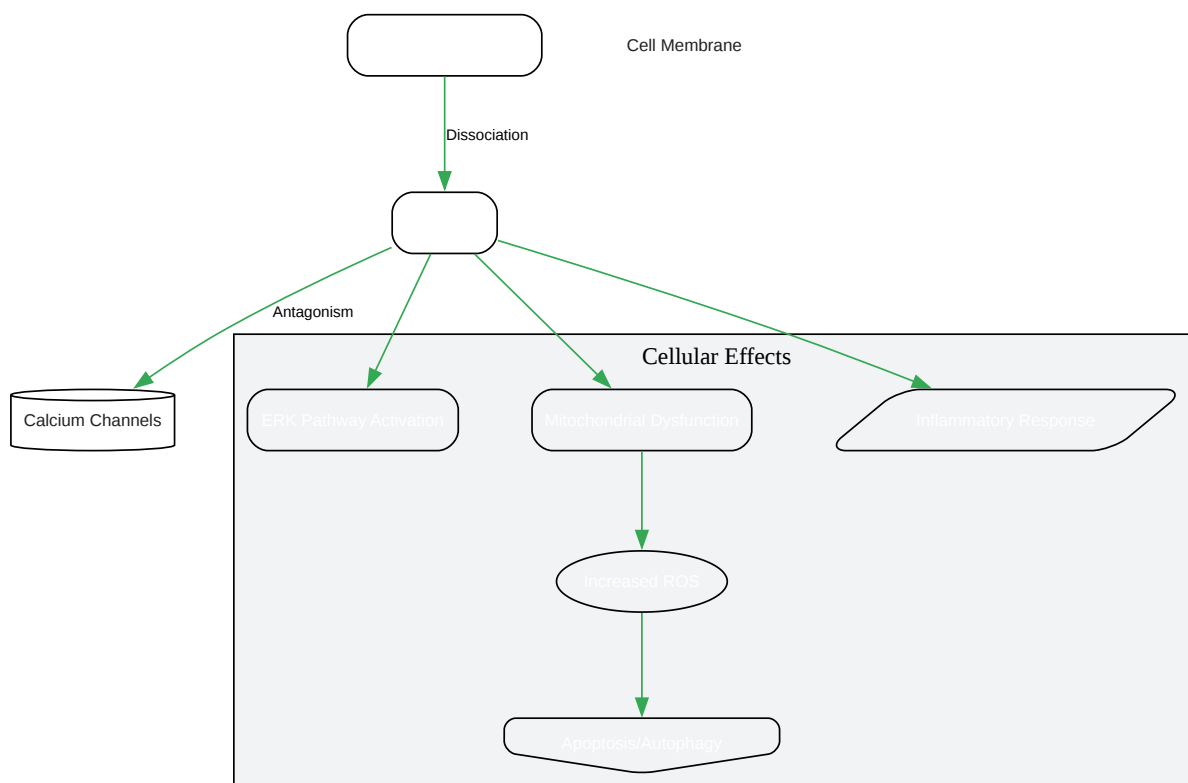 Cell Membrane
Dissociation
Antagonism
Cellular Effects
Calcium Channels
ERK Pathway Activation
Mitochondrial Dysfunction
Inflammatory Response
Increased ROS
Apoptosis/Autophagy